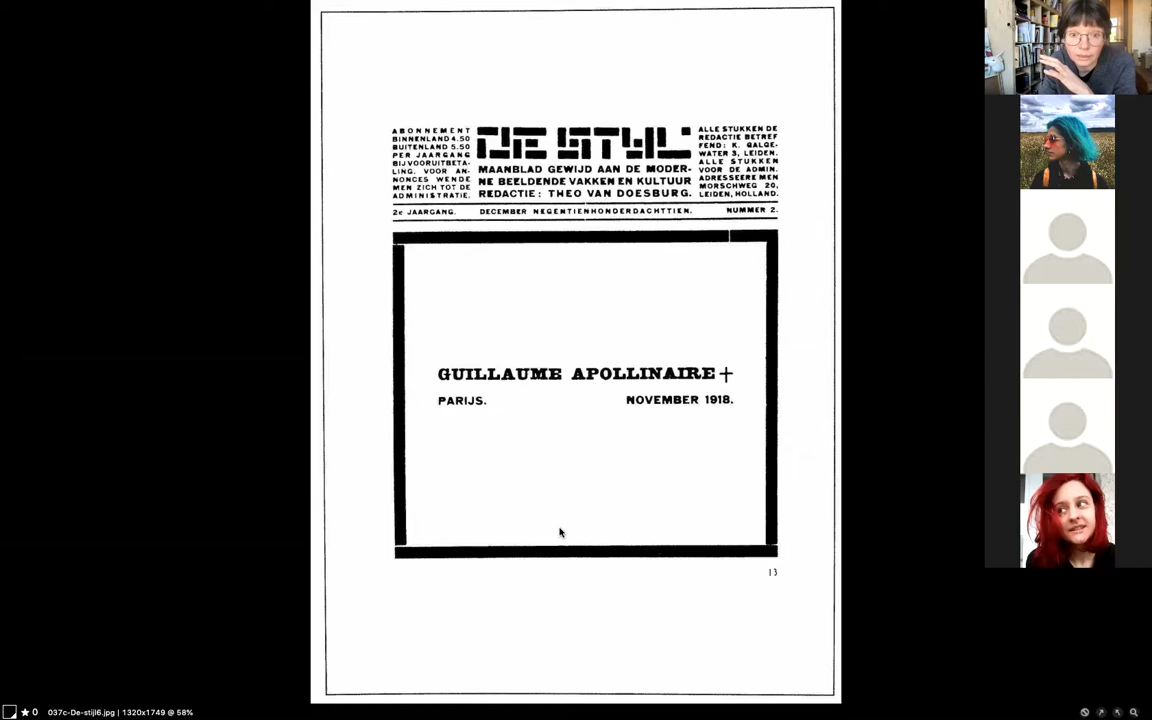 ABONNEMENT
BINNENLAND 4.50
BUITENLAND 5.50
PER JAARGANG
BIJ VOORUITBETA-
LING. VOOR AN-
NONCES WENDE
MEN ZICH TOT DE
ADMINISTRATIE.
DE STIJL
MAANBLAD GEWIJD AAN DE MODER-
NE BEELDENDE VAKKEN EN KULTUUR
REDACTIE: THEO VAN DOESBURG.
ALLE STUKKEN DE
REDACTIE BETREF
FEND: K. GALGE-
WATER 3, LEIDEN.
ALLE STUKKEN
VOOR DE ADMIN.
ADRESSEERE MEN
MORSCHWEG 20,
LEIDEN, HOLLAND.
2e JAARGANG. DECEMBER NEGENTIENHONDERDACHTTIEN. NUMMER 2.
GUILLAUME APOLLINAIRE +
PARIJS. NOVEMBER 1918.
13
0 037c-De-stijl6.jpg | 1320x1749 @ 58%